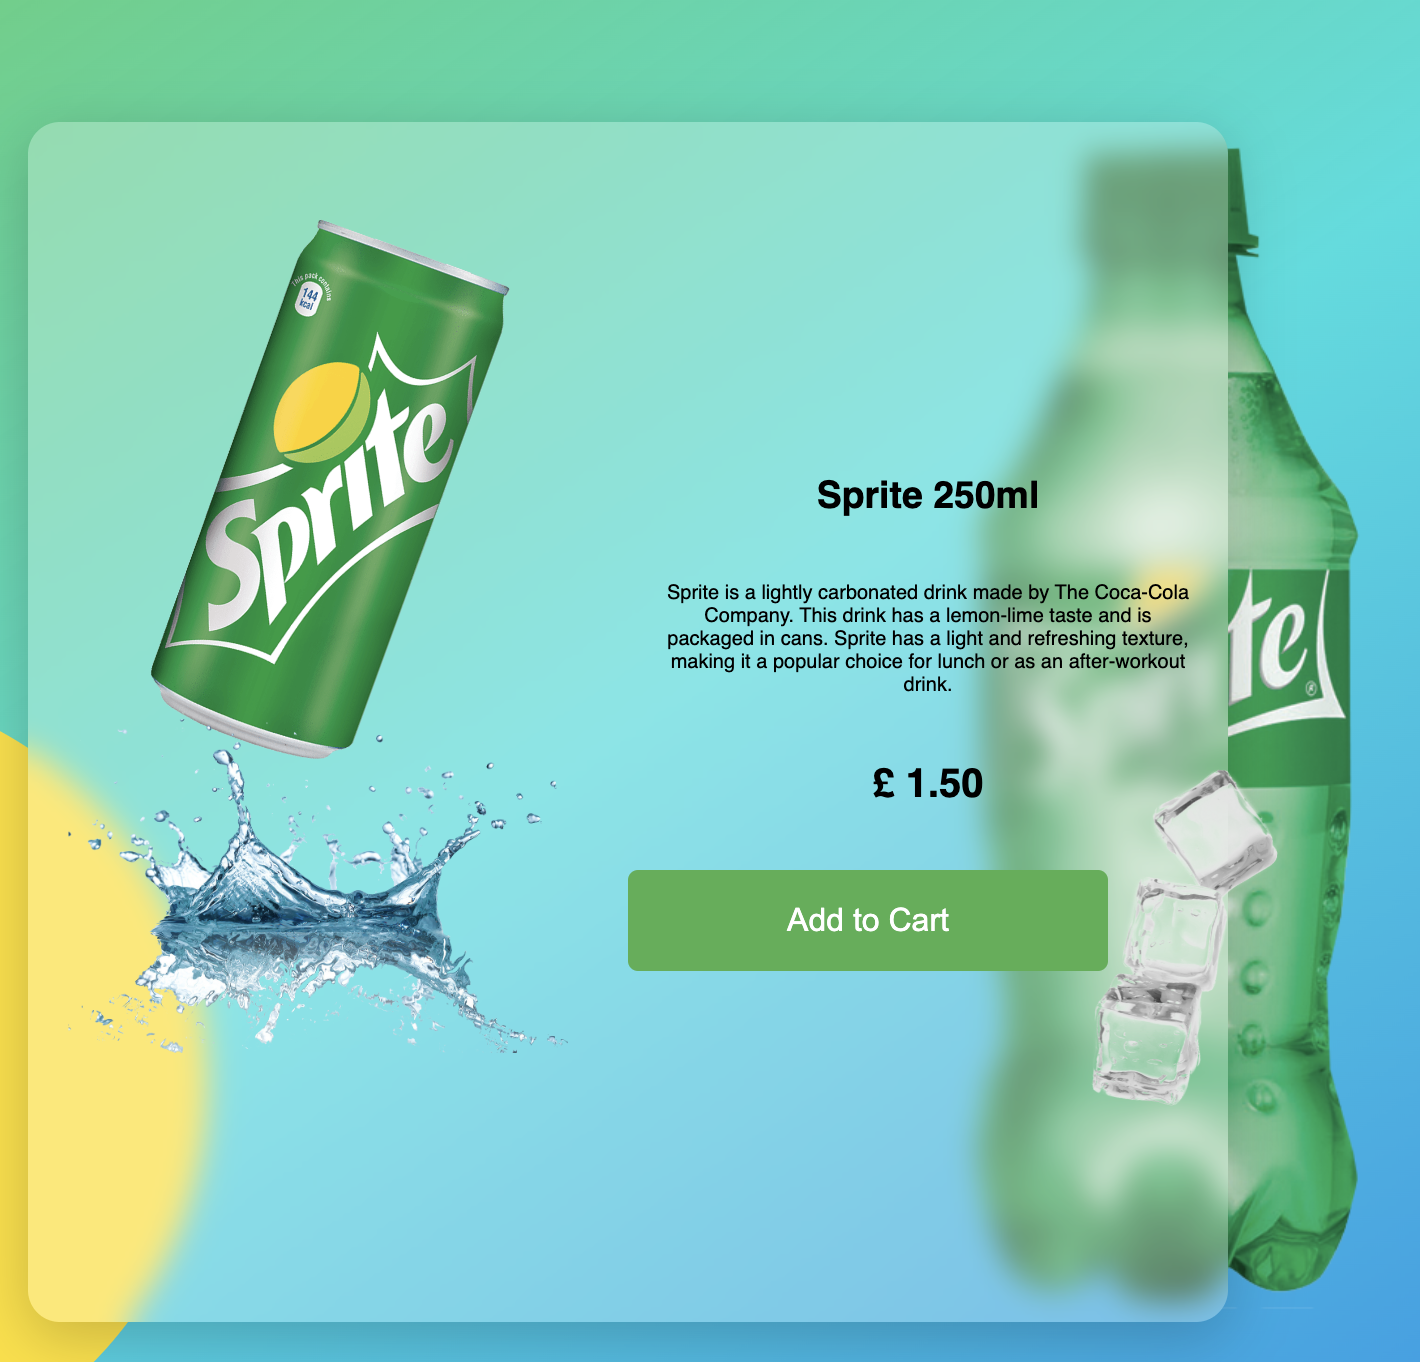 This pack contains
144
kcal
Sprite
Sprite 250ml
Sprite is a lightly carbonated drink made by The Coca-Cola
Company. This drink has a lemon-lime taste and is
packaged in cans. Sprite has a light and refreshing texture,
making it a popular choice for lunch or as an after-workout
drink.
te
®
£ 1.50
Add to Cart